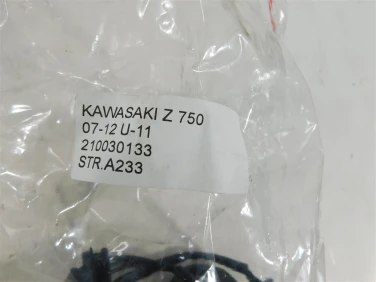 KAWASAKI Z 750
07-12 U-11
210030133
STR.A233